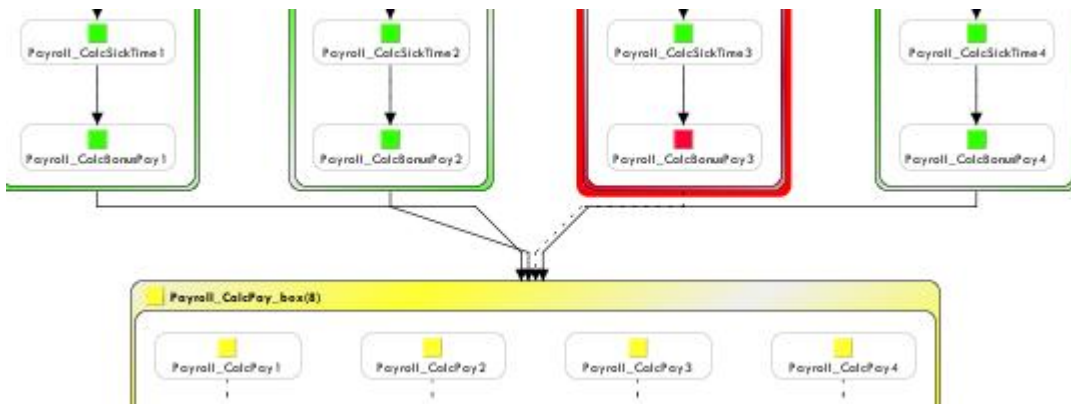 Payroll_CalcSickTime1
Payroll_CalcSickTime2
Payroll_CalcSickTime3
Payroll_CalcSickTime4
Payroll_CalcBonusPay1
Payroll_CalcBonusPay2
Payroll_CalcBonusPay3
Payroll_CalcBonusPay4
Payroll_CalcPay_box(8)
Payroll_CalcPay1
Payroll_CalcPay2
Payroll_CalcPay3
Payroll_CalcPay4